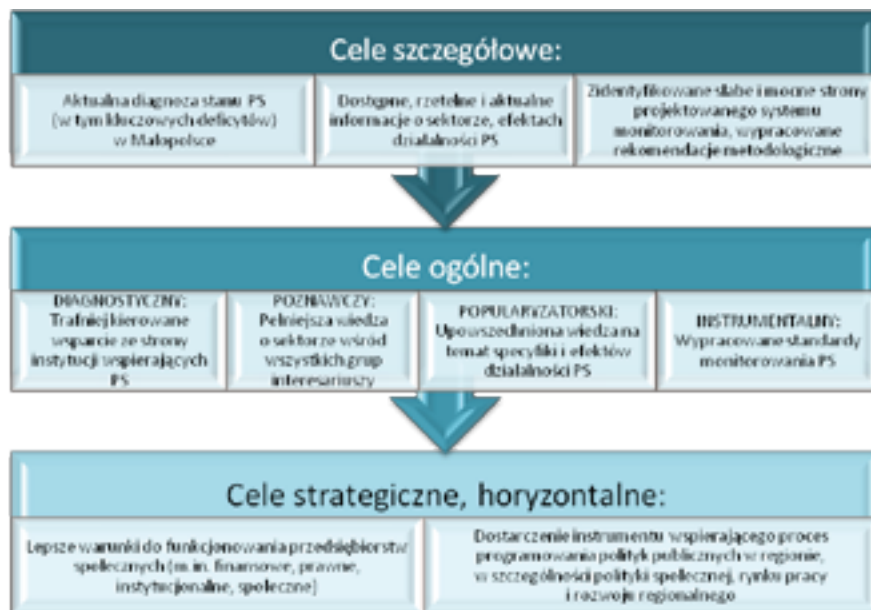 Cele szczegółowe:
Aktualna diagnoza stanu PS
(w tym kluczowych deficytów)
w Małopolsce
Dostępne, rzetelne i aktualne
informacje o sektorze, efektach
działalności PS
Zidentyfikowane słabe i mocne strony
projektowanego systemu
monitorowania, wypracowane
rekomendacje metodologiczne
Cele ogólne:
DIAGNOSTYCZNY:
Trafniej kierowane
wsparcie ze strony
instytucji wspierających
PS
POZNAWCZY:
Pełniejsza wiedza
o sektorze wśród
wszystkich grup
interesariuszy
POPULARYZATORSKI:
Upowszechniona wiedza na
temat specyfiki i efektów
działalności PS
INSTRUMENTALNY:
Wypracowane standardy
monitorowania PS
Cele strategiczne, horyzontalne:
Lepsze warunki do funkcjonowania przedsiębiorstw
społecznych (m.in. finansowe, prawne,
instytucjonalne, społeczne)
Dostarczenie instrumentu wspierającego proces
programowania polityk publicznych w regionie,
w szczególności polityki społecznej, rynku pracy
i rozwoju regionalnego